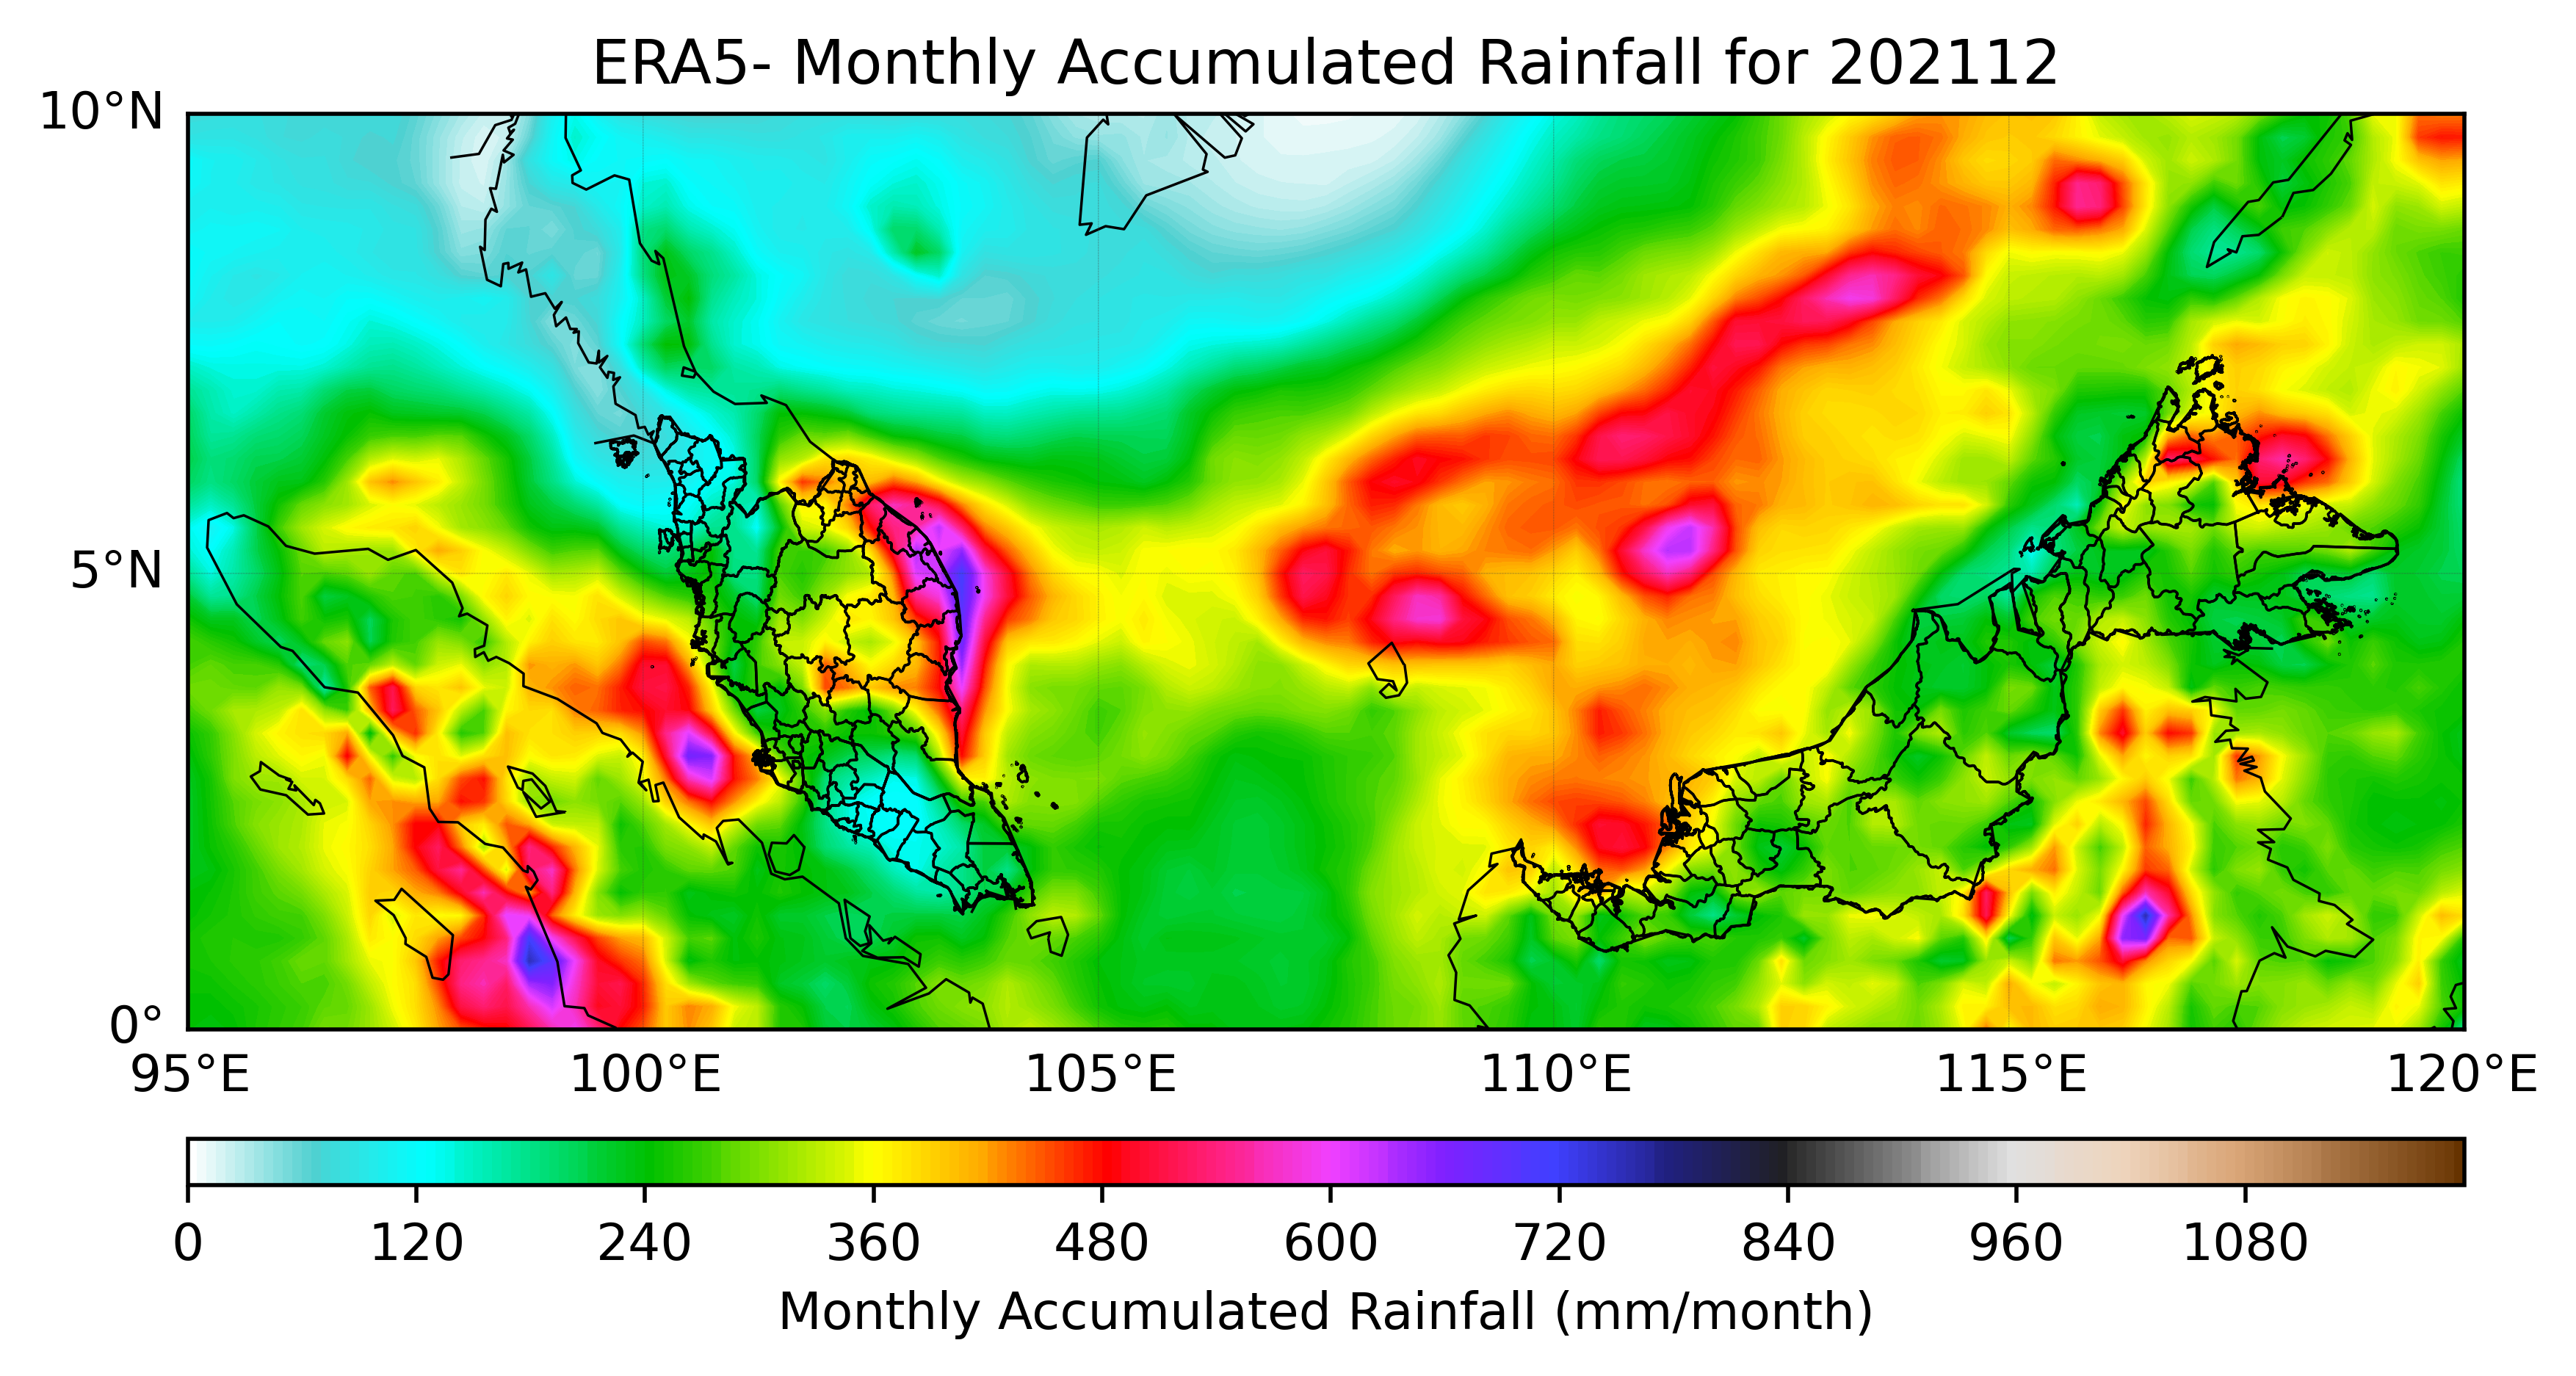 ERA5- Monthly Accumulated Rainfall for 202112
10°N
5°N
0°
95°E 100°E 105°E 110°E 115°E 120°E
0 120 240 360 480 600 720 840 960 1080
Monthly Accumulated Rainfall (mm/month)